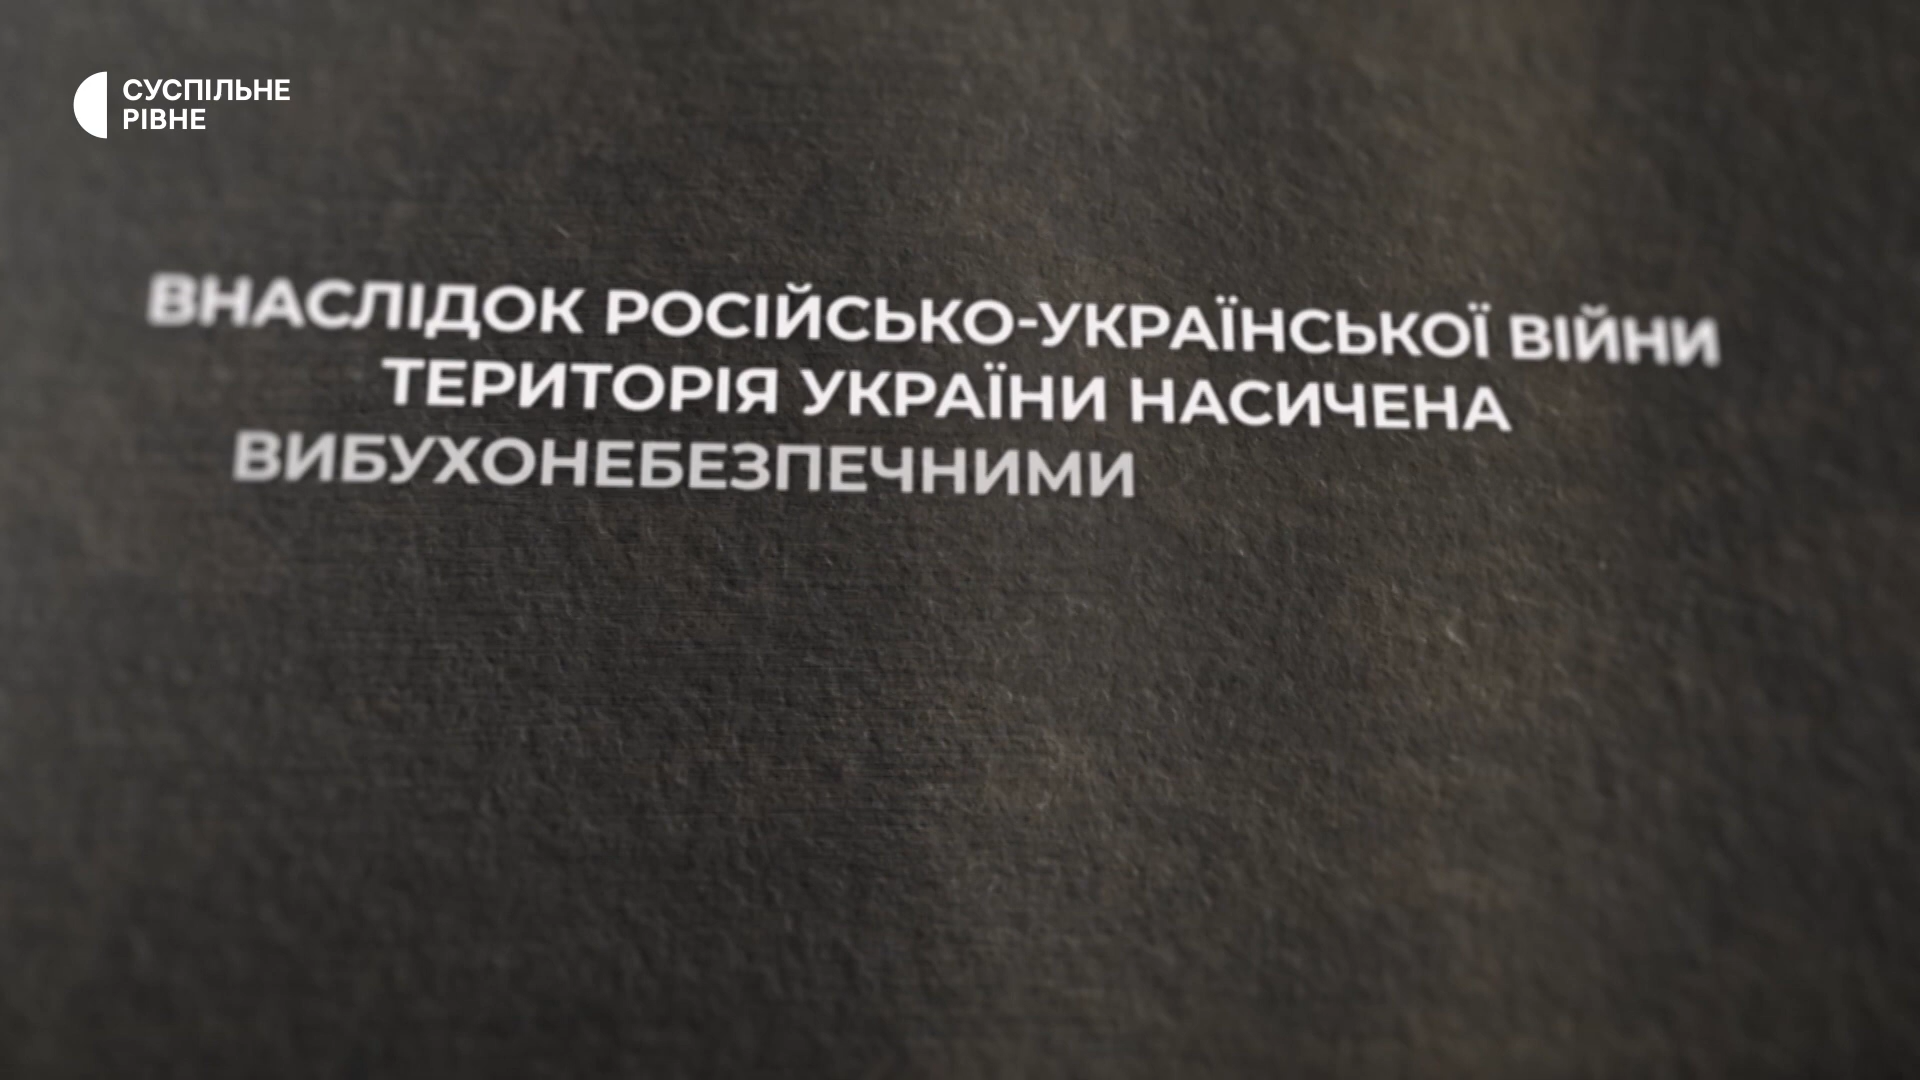 СУСПІЛЬНЕ
РІВНЕ
ВНАСЛІДОК РОСІЙСЬКО-УКРАЇНСЬКОЇ ВІЙНИ
ТЕРИТОРІЯ УКРАЇНИ НАСИЧЕНА
ВИБУХОНЕБЕЗПЕЧНИМИ